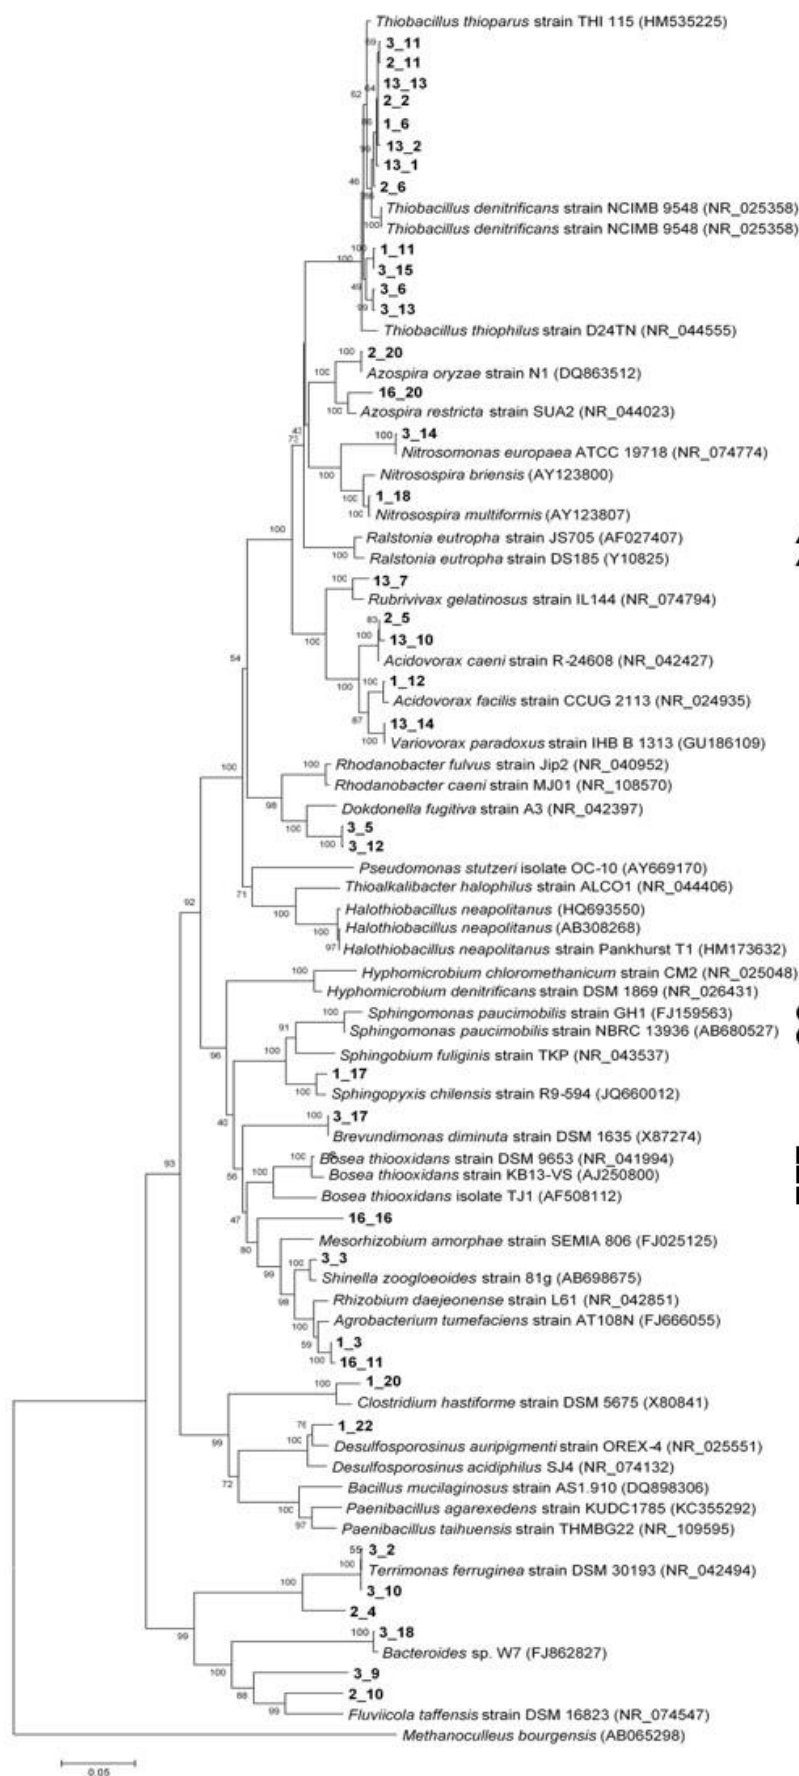 Thiobacillus thioparus strain THI 115 (HM535225)
3_11
2_11
13_13
2_2
1_6
13_2
13_1
2_6
Thiobacillus denitrificans strain NCIMB 9548 (NR_025358)
Thiobacillus denitrificans strain NCIMB 9548 (NR_025358)
1_11
3_15
3_6
3_13
Thiobacillus thiophilus strain D24TN (NR_044555)
2_20
Azospira oryzae strain N1 (DQ863512)
16_20
Azospira restricta strain SUA2 (NR_044023)
3_14
Nitrosomonas europaea ATCC 19718 (NR_074774)
Nitrosospira briensis (AY123800)
1_18
Nitrosospira multiformis (AY123807)
Ralstonia eutropha strain JS705 (AF027407)
Ralstonia eutropha strain DS185 (Y10825)
13_7
Rubrivivax gelatinosus strain IL144 (NR_074794)
2_5
13_10
Acidovorax caeni strain R-24608 (NR_042427)
1_12
Acidovorax facilis strain CCUG 2113 (NR_024935)
13_14
Variovorax paradoxus strain IHB B 1313 (GU186109)
Rhodanobacter fulvus strain Jip2 (NR_040952)
Rhodanobacter caeni strain MJ01 (NR_108570)
Dokdonella fugitiva strain A3 (NR_042397)
3_5
3_12
Pseudomonas stutzeri isolate OC-10 (AY669170)
Thioalkalibacter halophilus strain ALCO1 (NR_044406)
Halothiobacillus neapolitanus (HQ693550)
Halothiobacillus neapolitanus (AB308268)
Halothiobacillus neapolitanus strain Pankhurst T1 (HM173632)
Hyphomicrobium chloromethanicum strain CM2 (NR_025048)
Hyphomicrobium denitrificans strain DSM 1869 (NR_026431)
Sphingomonas paucimobilis strain GH1 (FJ159563)
Sphingomonas paucimobilis strain NBRC 13936 (AB680527)
Sphingobium fuliginis strain TKP (NR_043537)
1_17
Sphingopyxis chilensis strain R9-594 (JQ660012)
3_17
Brevundimonas diminuta strain DSM 1635 (X87274)
Bosea thiooxidans strain DSM 9653 (NR_041994)
Bosea thiooxidans strain KB13-VS (AJ250800)
Bosea thiooxidans isolate TJ1 (AF508112)
16_16
Mesorhizobium amorphae strain SEMIA 806 (FJ025125)
3_3
Shinella zoogloeoides strain 81g (AB698675)
Rhizobium daejeonense strain L61 (NR_042851)
Agrobacterium tumefaciens strain AT108N (FJ666055)
1_3
16_11
1_20
Clostridium hastiforme strain DSM 5675 (X80841)
1_22
Desulfosporosinus auripigmenti strain OREX-4 (NR_025551)
Desulfosporosinus acidiphilus SJ4 (NR_074132)
Bacillus mucilaginosus strain AS1.910 (DQ898306)
Paenibacillus agarexedens strain KUDC1785 (KC355292)
Paenibacillus taihuensis strain THMBG22 (NR_109595)
3_2
Terrimonas ferruginea strain DSM 30193 (NR_042494)
3_10
2_4
3_18
Bacteroides sp. W7 (FJ862827)
3_9
2_10
Fluviicola taffensis strain DSM 16823 (NR_074547)
Methanoculleus bourgensis (AB065298)
0.05